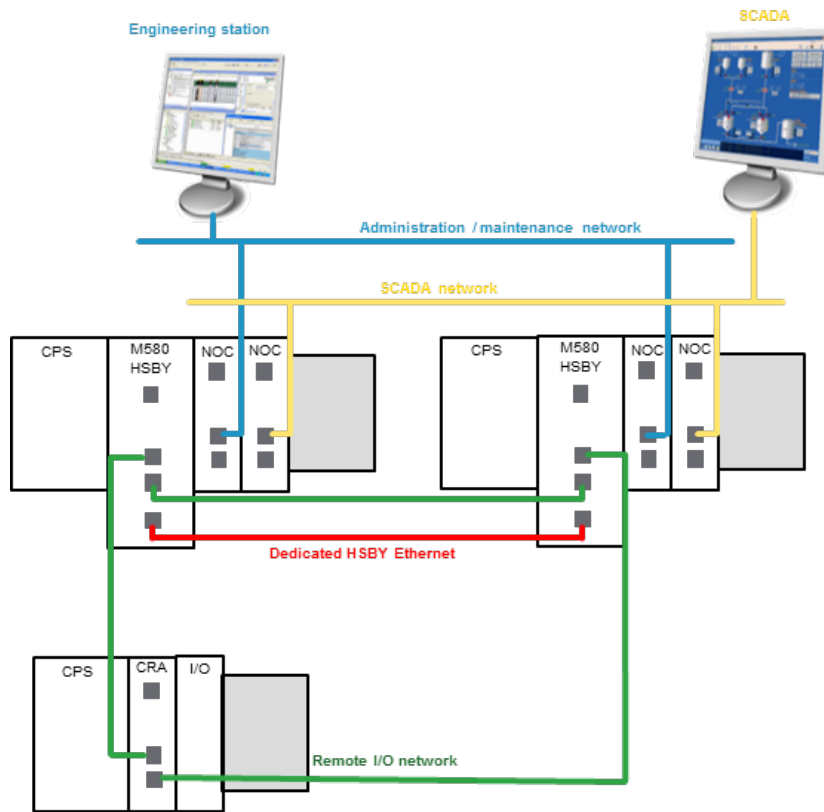 Engineering station
SCADA
Administration / maintenance network
SCADA network
CPS
M580
HSBY
NOC
NOC
CPS
M580
HSBY
NOC
NOC
Dedicated HSBY Ethernet
CPS
CRA
I/O
Remote I/O network